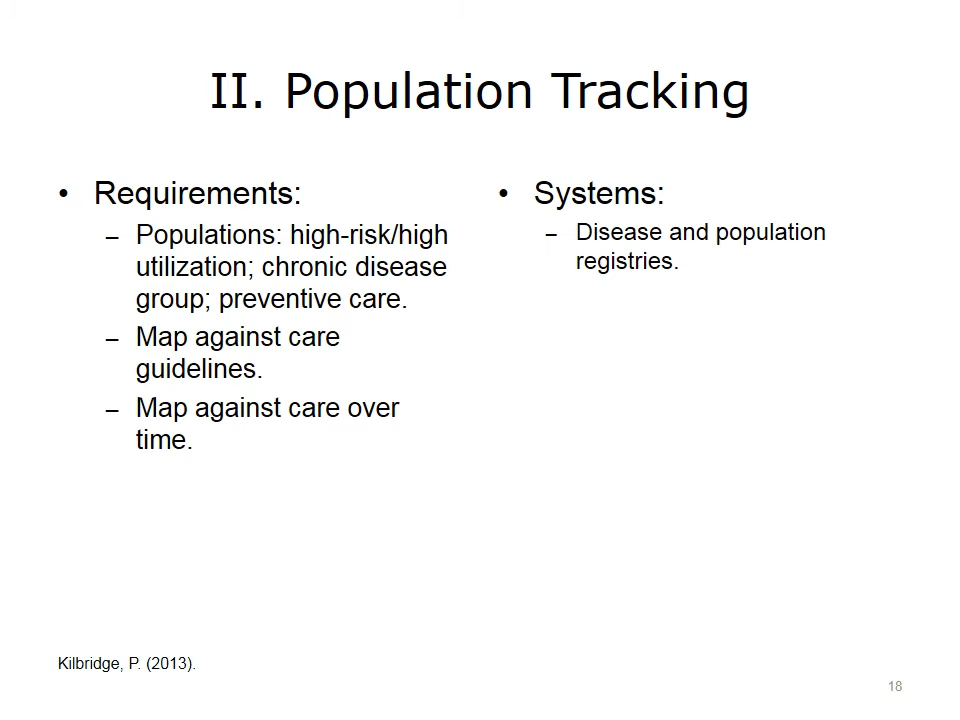 II. Population Tracking
• Requirements:
– Populations: high-risk/high
utilization; chronic disease
group; preventive care.
– Map against care
guidelines.
– Map against care over
time.
• Systems:
– Disease and population
registries.
Kilbridge, P. (2013).
18